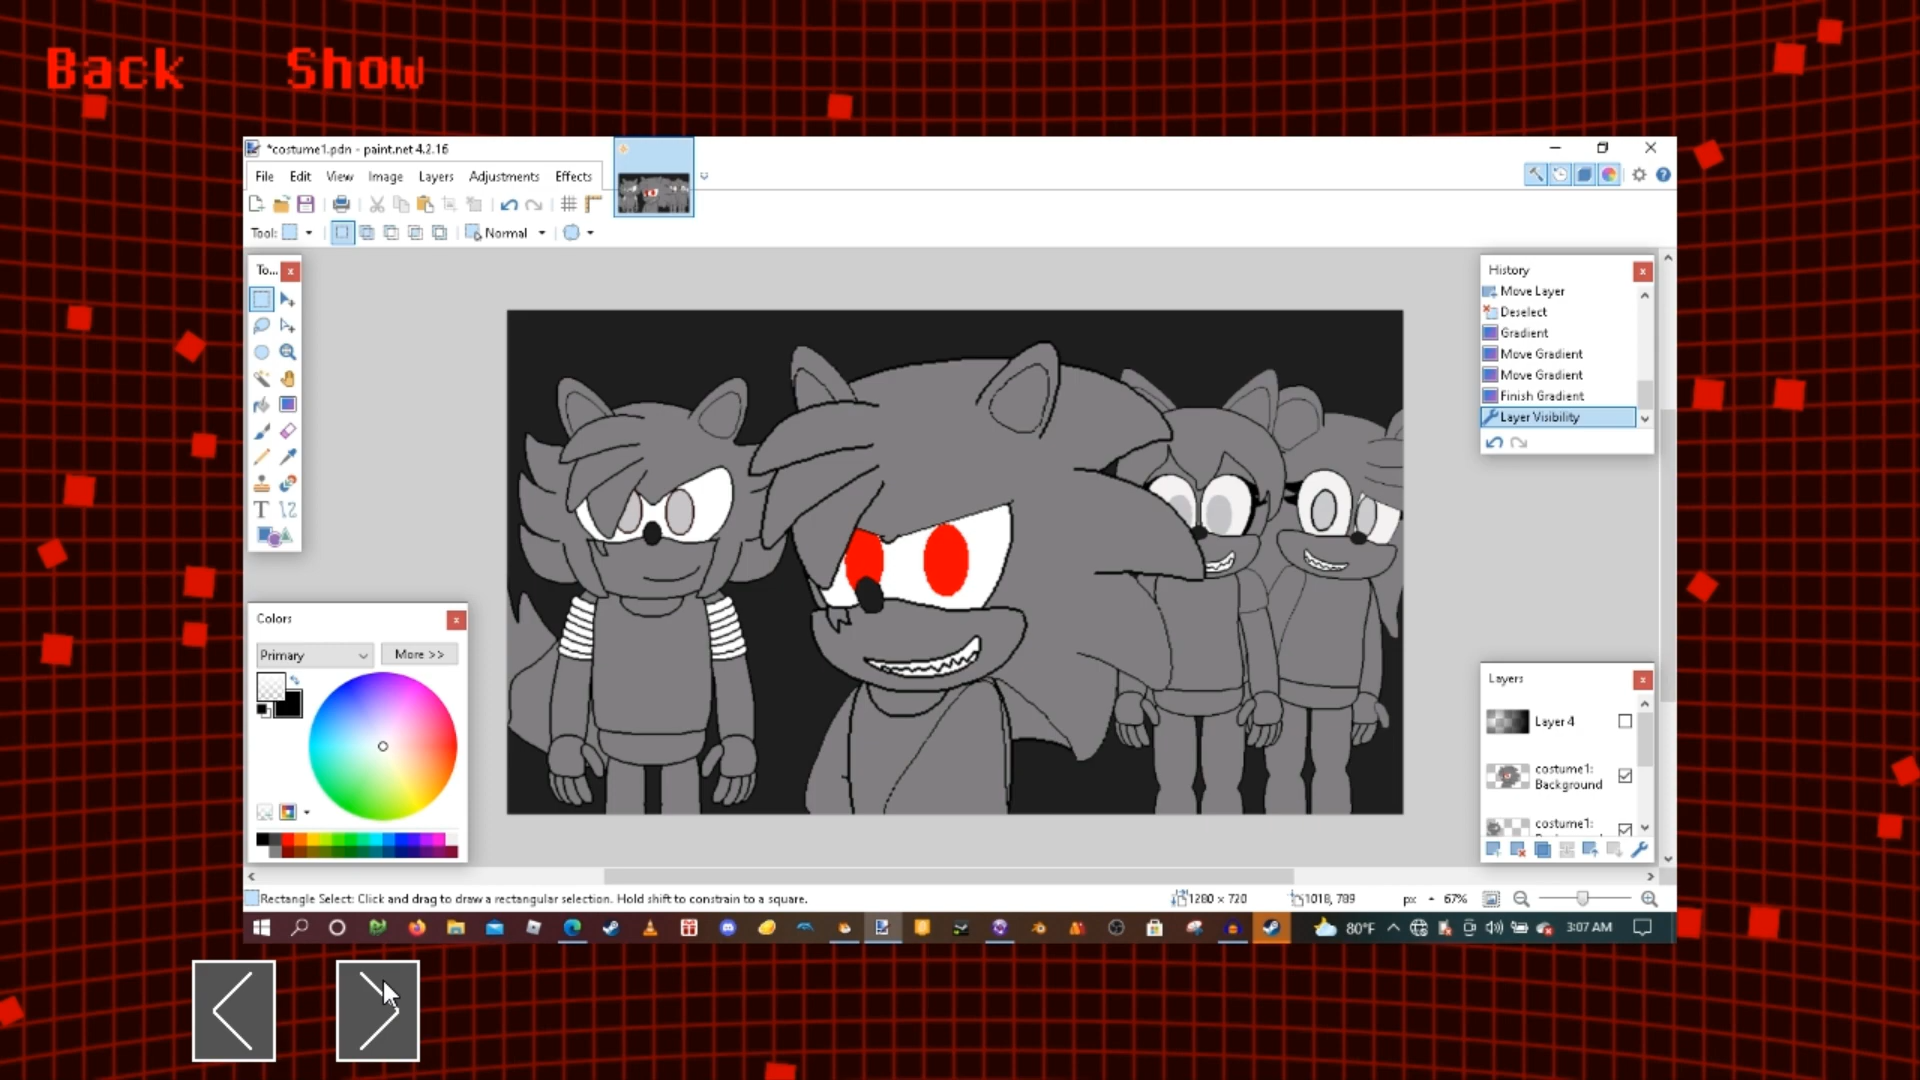 Back Show
*costume1.pdn - paint.net 4.2.16
File Edit View Image Layers Adjustments Effects
Tool: Normal
To...
History
Move Layer
Deselect
Gradient
Move Gradient
Move Gradient
Finish Gradient
Layer Visibility
Colors
Primary More >>
Layers
Layer 4
costume1:
Background
costume1:
Rectangle Select: Click and drag to draw a rectangular selection. Hold shift to constrain to a square.
1280 × 720 1018, 789 px 67%
80°F 3:07 AM